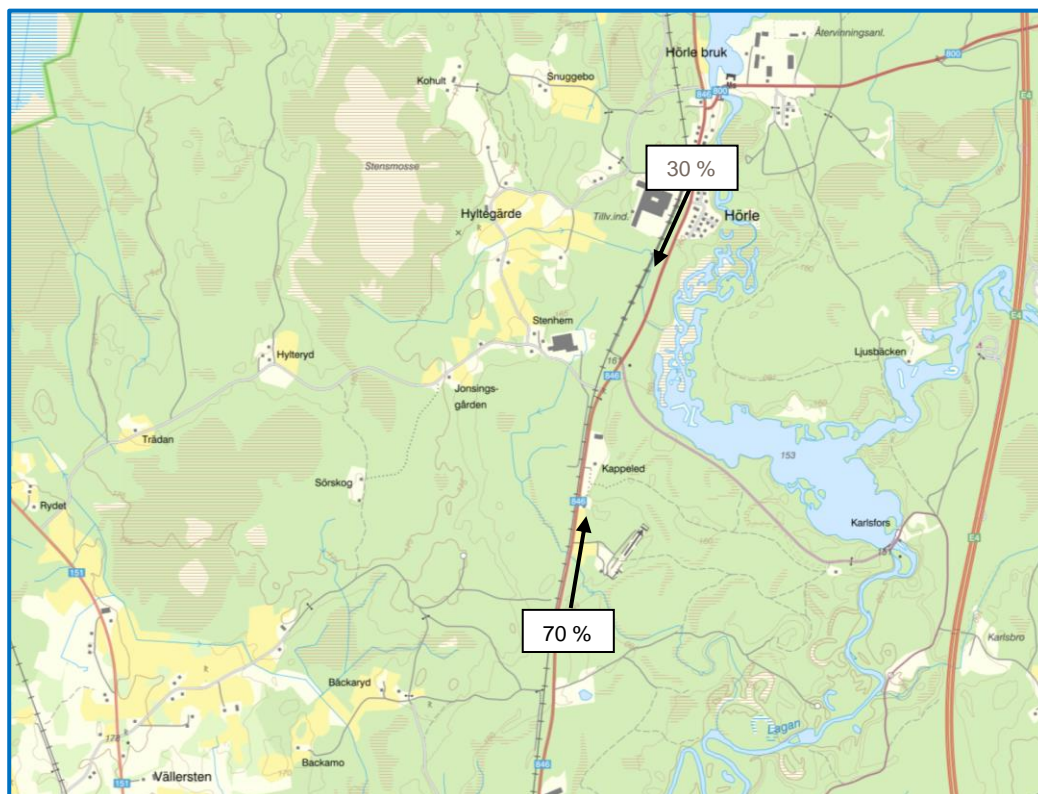 Återvinningsanl.
Hörle bruk
800
Kohult
Snuggebo
846
800
E4
Stensmosse
30 %
Hyltegärde
Tillv.ind.
Hörle
Stenhem
E4
161
Ljusbäcken
Hylteryd
846
Jonsings-
gården
Trädan
153
Kappeled
Sörskog
Rydet
846
Karlsfors
151
E4
151
70 %
Karlsbro
Bäckaryd
Lagan
178
Backamo
170
Vällersten
151
846